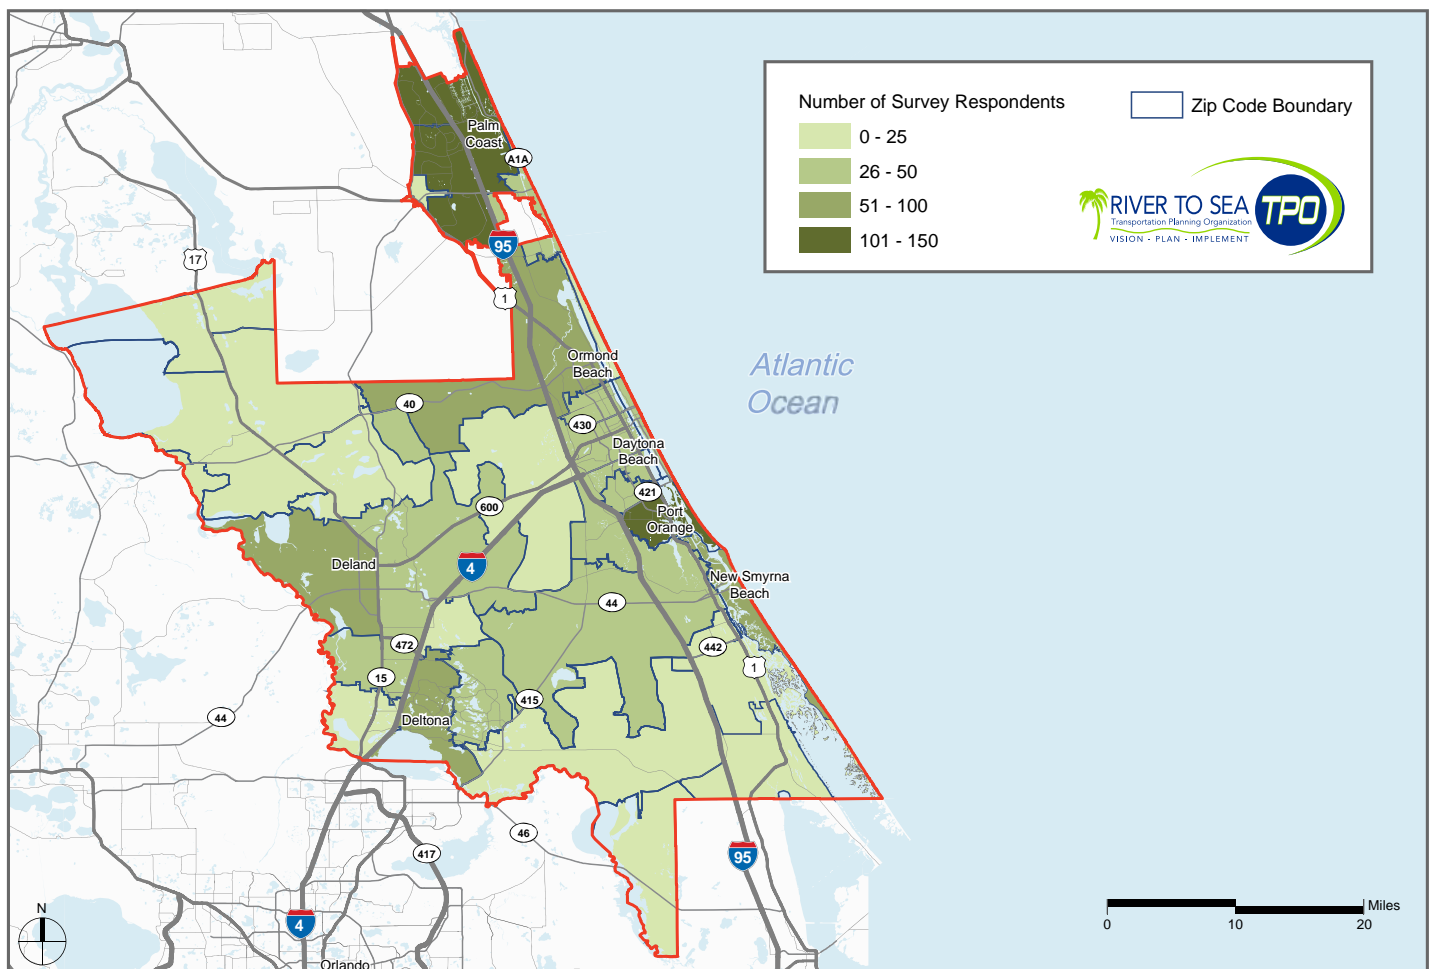 Number of Survey Respondents
0 - 25
26 - 50
51 - 100
101 - 150
Zip Code Boundary
RIVER TO SEA
Transportation Planning Organization
VISION - PLAN - IMPLEMENT
TPO
Palm
Coast
A1A
95
17
1
Ormond
Beach
Atlantic
Ocean
40
430
Daytona
Beach
421
600
Port
Orange
Deland
4
New Smyrna
Beach
44
472
442
1
15
415
44
Deltona
46
417
95
4
Orlando
N
Miles
0
10
20